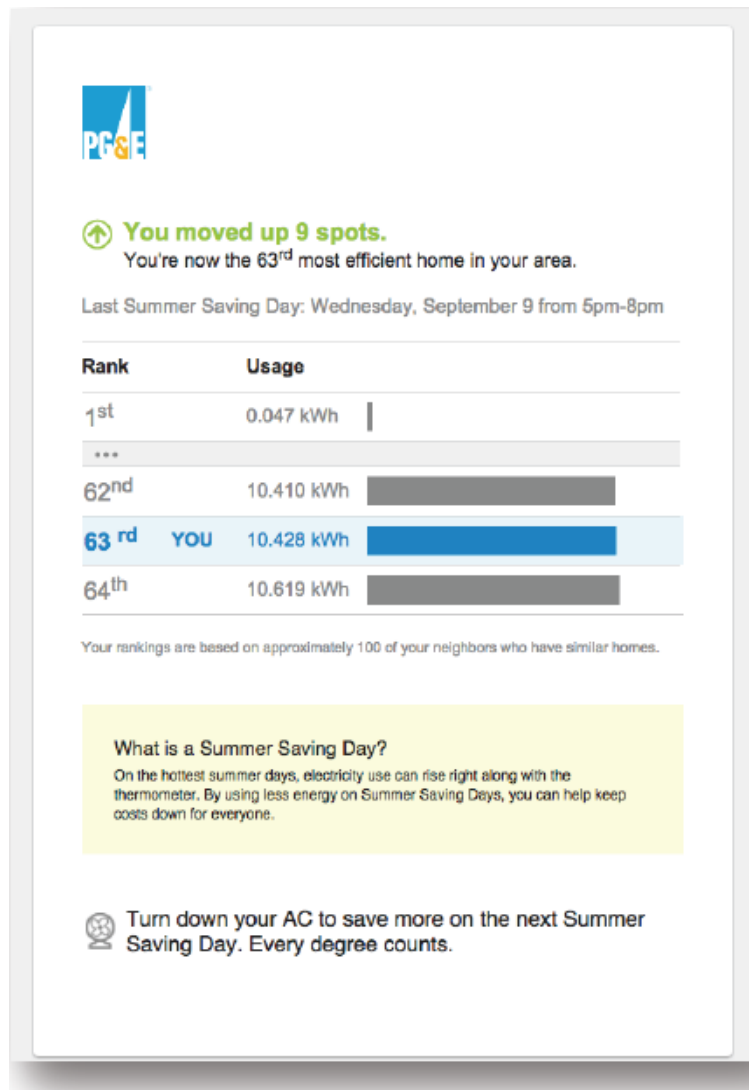 PG&E
You moved up 9 spots.
You're now the 63rd most efficient home in your area.
Last Summer Saving Day: Wednesday, September 9 from 5pm-8pm
Rank Usage
1st 0.047 kWh
...
62nd 10.410 kWh
63 rd YOU 10.428 kWh
64th 10.619 kWh
Your rankings are based on approximately 100 of your neighbors who have similar homes.
What is a Summer Saving Day?
On the hottest summer days, electricity use can rise right along with the
thermometer. By using less energy on Summer Saving Days, you can help keep
costs down for everyone.
Turn down your AC to save more on the next Summer
Saving Day. Every degree counts.